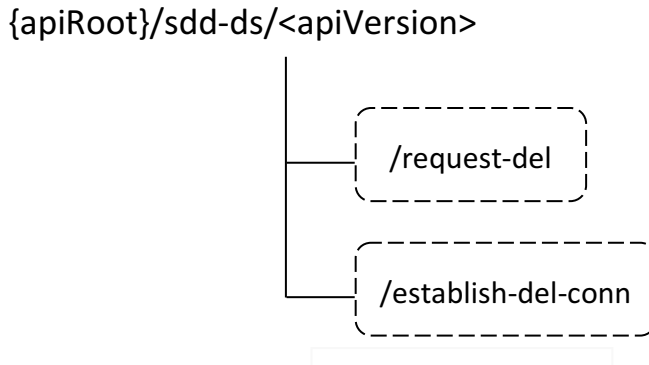 {apiRoot}/sdd-ds/<apiVersion>
/request-del
/establish-del-conn